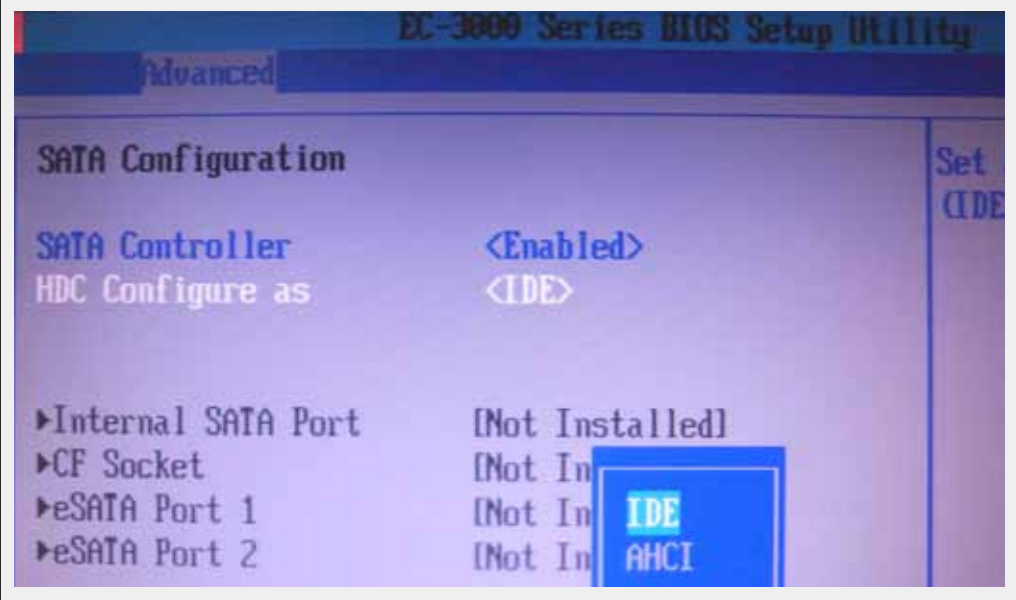 EC-3000 Series BIOS Setup Utility
Advanced
SATA Configuration
Set
(IDE
SATA Controller <Enabled>
HDC Configure as <IDE>
▶Internal SATA Port [Not Installed]
▶CF Socket [Not In
▶eSATA Port 1 [Not In
▶eSATA Port 2 [Not In
IDE
AHCI